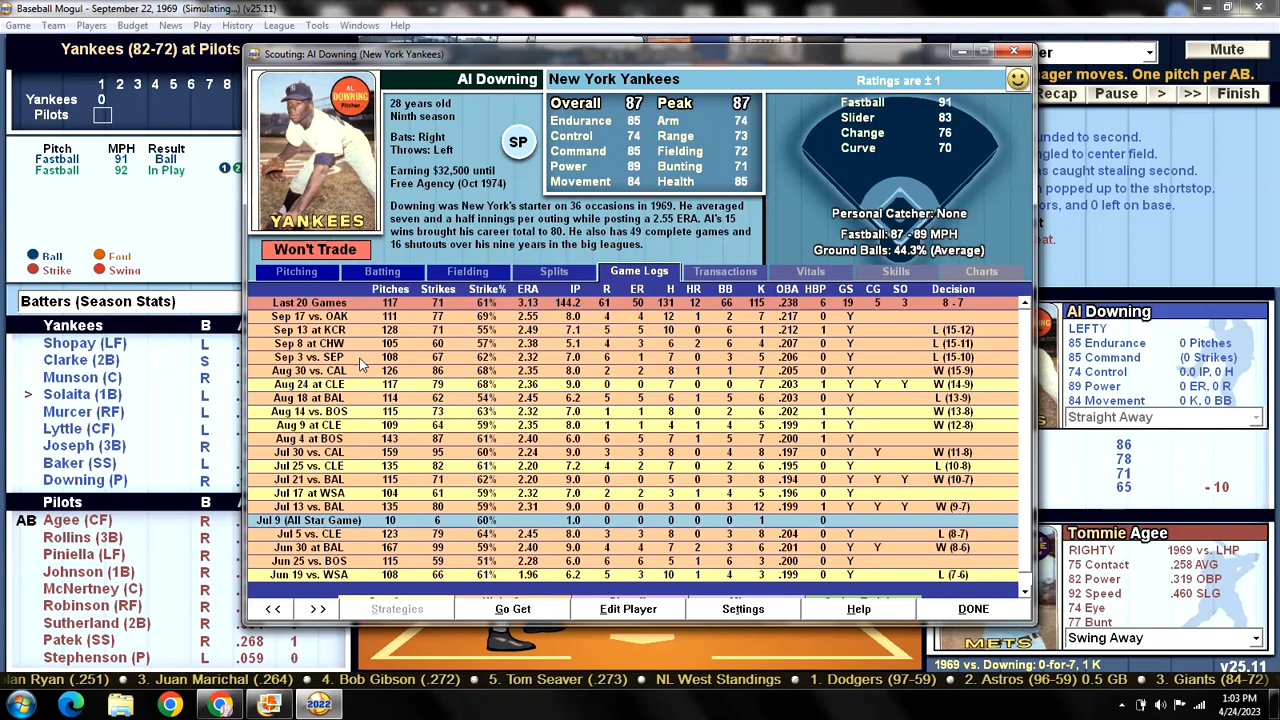 Baseball Mogul - September 22, 1969 (Simulating...) (v25.11)
Game Team Players Budget News Play History League Tools Windows Help
Yankees (82-72) at Pilots
1 2 3 4 5 6 7 8
Yankees 0
Pilots
Pitch MPH Result
Fastball 91 Ball
Fastball 92 In Play
1 2
Ball Foul
Strike Swing
Batters (Season Stats)
Yankees B
Shopay (LF) L
Clarke (2B) S
Munson (C) R
> Solaita (1B) L
Murcer (RF) L
Lyttle (CF) L
Joseph (3B) R
Baker (SS) L
Downing (P) R
Pilots B
AB Agee (CF) R
Rollins (3B) R
Piniella (LF) R
Johnson (1B) R
McNertney (C) R
Robinson (RF) R
Sutherland (2B) R
Patek (SS) R .268 1
Stephenson (P) L .059 0
Scouting: Al Downing (New York Yankees)
AL DOWNING
Pitcher
YANKEES
Al Downing
28 years old
Ninth season
Bats: Right
Throws: Left
Earning $32,500 until
Free Agency (Oct 1974)
SP
New York Yankees
Ratings are ± 1
Overall 87 Peak 87
Endurance 85 Arm 74
Control 74 Range 73
Command 85 Fielding 72
Power 89 Bunting 71
Movement 84 Health 85
Fastball 91
Slider 83
Change 76
Curve 70
Personal Catcher: None
Fastball: 87 - 89 MPH
Ground Balls: 44.3% (Average)
Downing was New York's starter on 36 occasions in 1969. He averaged
seven and a half innings per outing while posting a 2.55 ERA. Al's 15
wins brought his career total to 80. He also has 49 complete games and
16 shutouts over his nine years in the big leagues.
Won't Trade
Pitching Batting Fielding Splits Game Logs Transactions Vitals Skills Charts
Pitches Strikes Strike% ERA IP R ER H HR BB K OBA HBP GS CG SO Decision
Last 20 Games 117 71 61% 3.13 144.2 61 50 131 12 66 115 .238 6 19 5 3 8 - 7
Sep 17 vs. OAK 111 77 69% 2.55 8.0 4 4 12 1 2 7 .217 0 Y
Sep 13 at KCR 128 71 55% 2.49 7.1 5 5 10 0 6 1 .212 1 Y L (15-12)
Sep 8 at CHW 105 60 57% 2.38 5.1 4 3 6 2 6 4 .207 0 Y L (15-11)
Sep 3 vs. SEP 108 67 62% 2.32 7.0 6 1 7 0 3 5 .206 0 Y L (15-10)
Aug 30 vs. CAL 126 86 68% 2.35 8.0 2 2 8 1 1 7 .205 0 Y W (15-9)
Aug 24 at CLE 117 79 68% 2.36 9.0 0 0 7 0 0 7 .203 1 Y Y Y W (14-9)
Aug 18 at BAL 114 62 54% 2.45 6.2 5 5 6 1 5 6 .203 0 Y L (13-9)
Aug 14 vs. BOS 115 73 63% 2.32 7.0 1 1 8 0 2 6 .202 1 Y W (13-8)
Aug 9 at CLE 109 64 59% 2.35 8.0 1 1 4 1 4 5 .199 0 Y W (12-8)
Aug 4 at BOS 143 87 61% 2.40 6.0 6 5 7 1 5 7 .200 1 Y
Jul 30 vs. CAL 159 95 60% 2.24 9.0 3 3 8 0 4 8 .197 0 Y Y W (11-8)
Jul 25 vs. CLE 135 82 61% 2.20 7.2 4 2 7 0 2 6 .195 0 Y L (10-8)
Jul 21 vs. BAL 115 71 62% 2.20 9.0 0 0 5 0 3 8 .194 0 Y Y Y W (10-7)
Jul 17 at WSA 104 61 59% 2.32 7.0 2 2 3 1 4 5 .196 0 Y
Jul 13 vs. BAL 135 80 59% 2.31 9.0 0 0 3 0 3 12 .199 1 Y Y Y W (9-7)
Jul 9 (All Star Game) 10 6 60% 1.0 0 0 0 0 0 1 0
Jul 5 vs. CLE 123 79 64% 2.45 8.0 3 3 8 0 3 8 .204 0 Y L (8-7)
Jun 30 at BAL 167 99 59% 2.40 9.0 4 4 7 2 3 6 .201 0 Y Y W (8-6)
Jun 25 vs. BOS 115 59 51% 2.28 6.0 6 6 5 1 6 3 .200 0 Y
Jun 19 vs. WSA 108 66 61% 1.96 6.2 5 3 10 1 4 3 .199 0 Y L (7-6)
<< >> Strategies Go Get Edit Player Settings Help DONE
Mute
nager moves. One pitch per AB.
Recap Pause > >> Finish
unded to second.
ngled to center field.
as caught stealing second.
popped up to the shortstop.
ors, and 0 left on base.
bat.
Al Downing
LEFTY
85 Endurance 0 Pitches
85 Command (0 Strikes)
74 Control 0.0 IP, 0 H
89 Power 0 ER, 0 R
84 Movement 0 K, 0 BB
Straight Away
86
78
71
65 - 10
Tommie Agee
RIGHTY 1969 vs. LHP
75 Contact .258 AVG
82 Power .319 OBP
92 Speed .460 SLG
74 Eye
77 Bunt
Swing Away
METS
1969 vs. Downing: 0-for-7, 1 K
v25.11
olan Ryan (.251) 3. Juan Marichal (.264) 4. Bob Gibson (.272) 5. Tom Seaver (.273) NL West Standings 1. Dodgers (97-59) 2. Astros (96-59) 0.5 GB 3. Giants (84-72)
2022
1:03 PM
4/24/2023